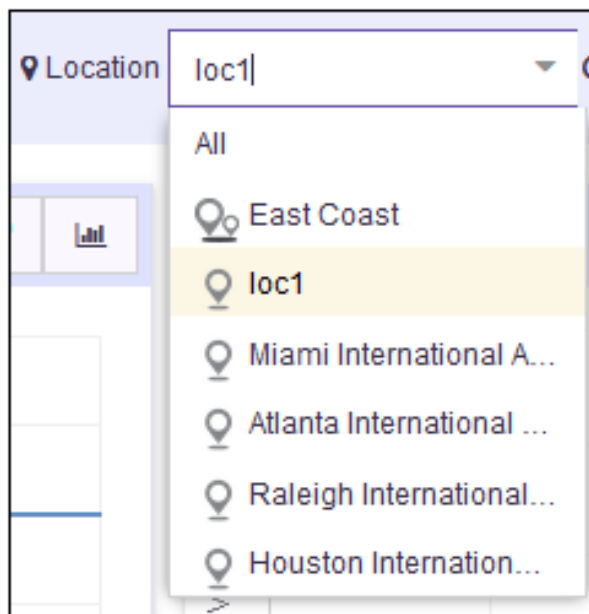 Location loc1
All
East Coast
loc1
Miami International A...
Atlanta International ...
Raleigh International...
Houston Internation...